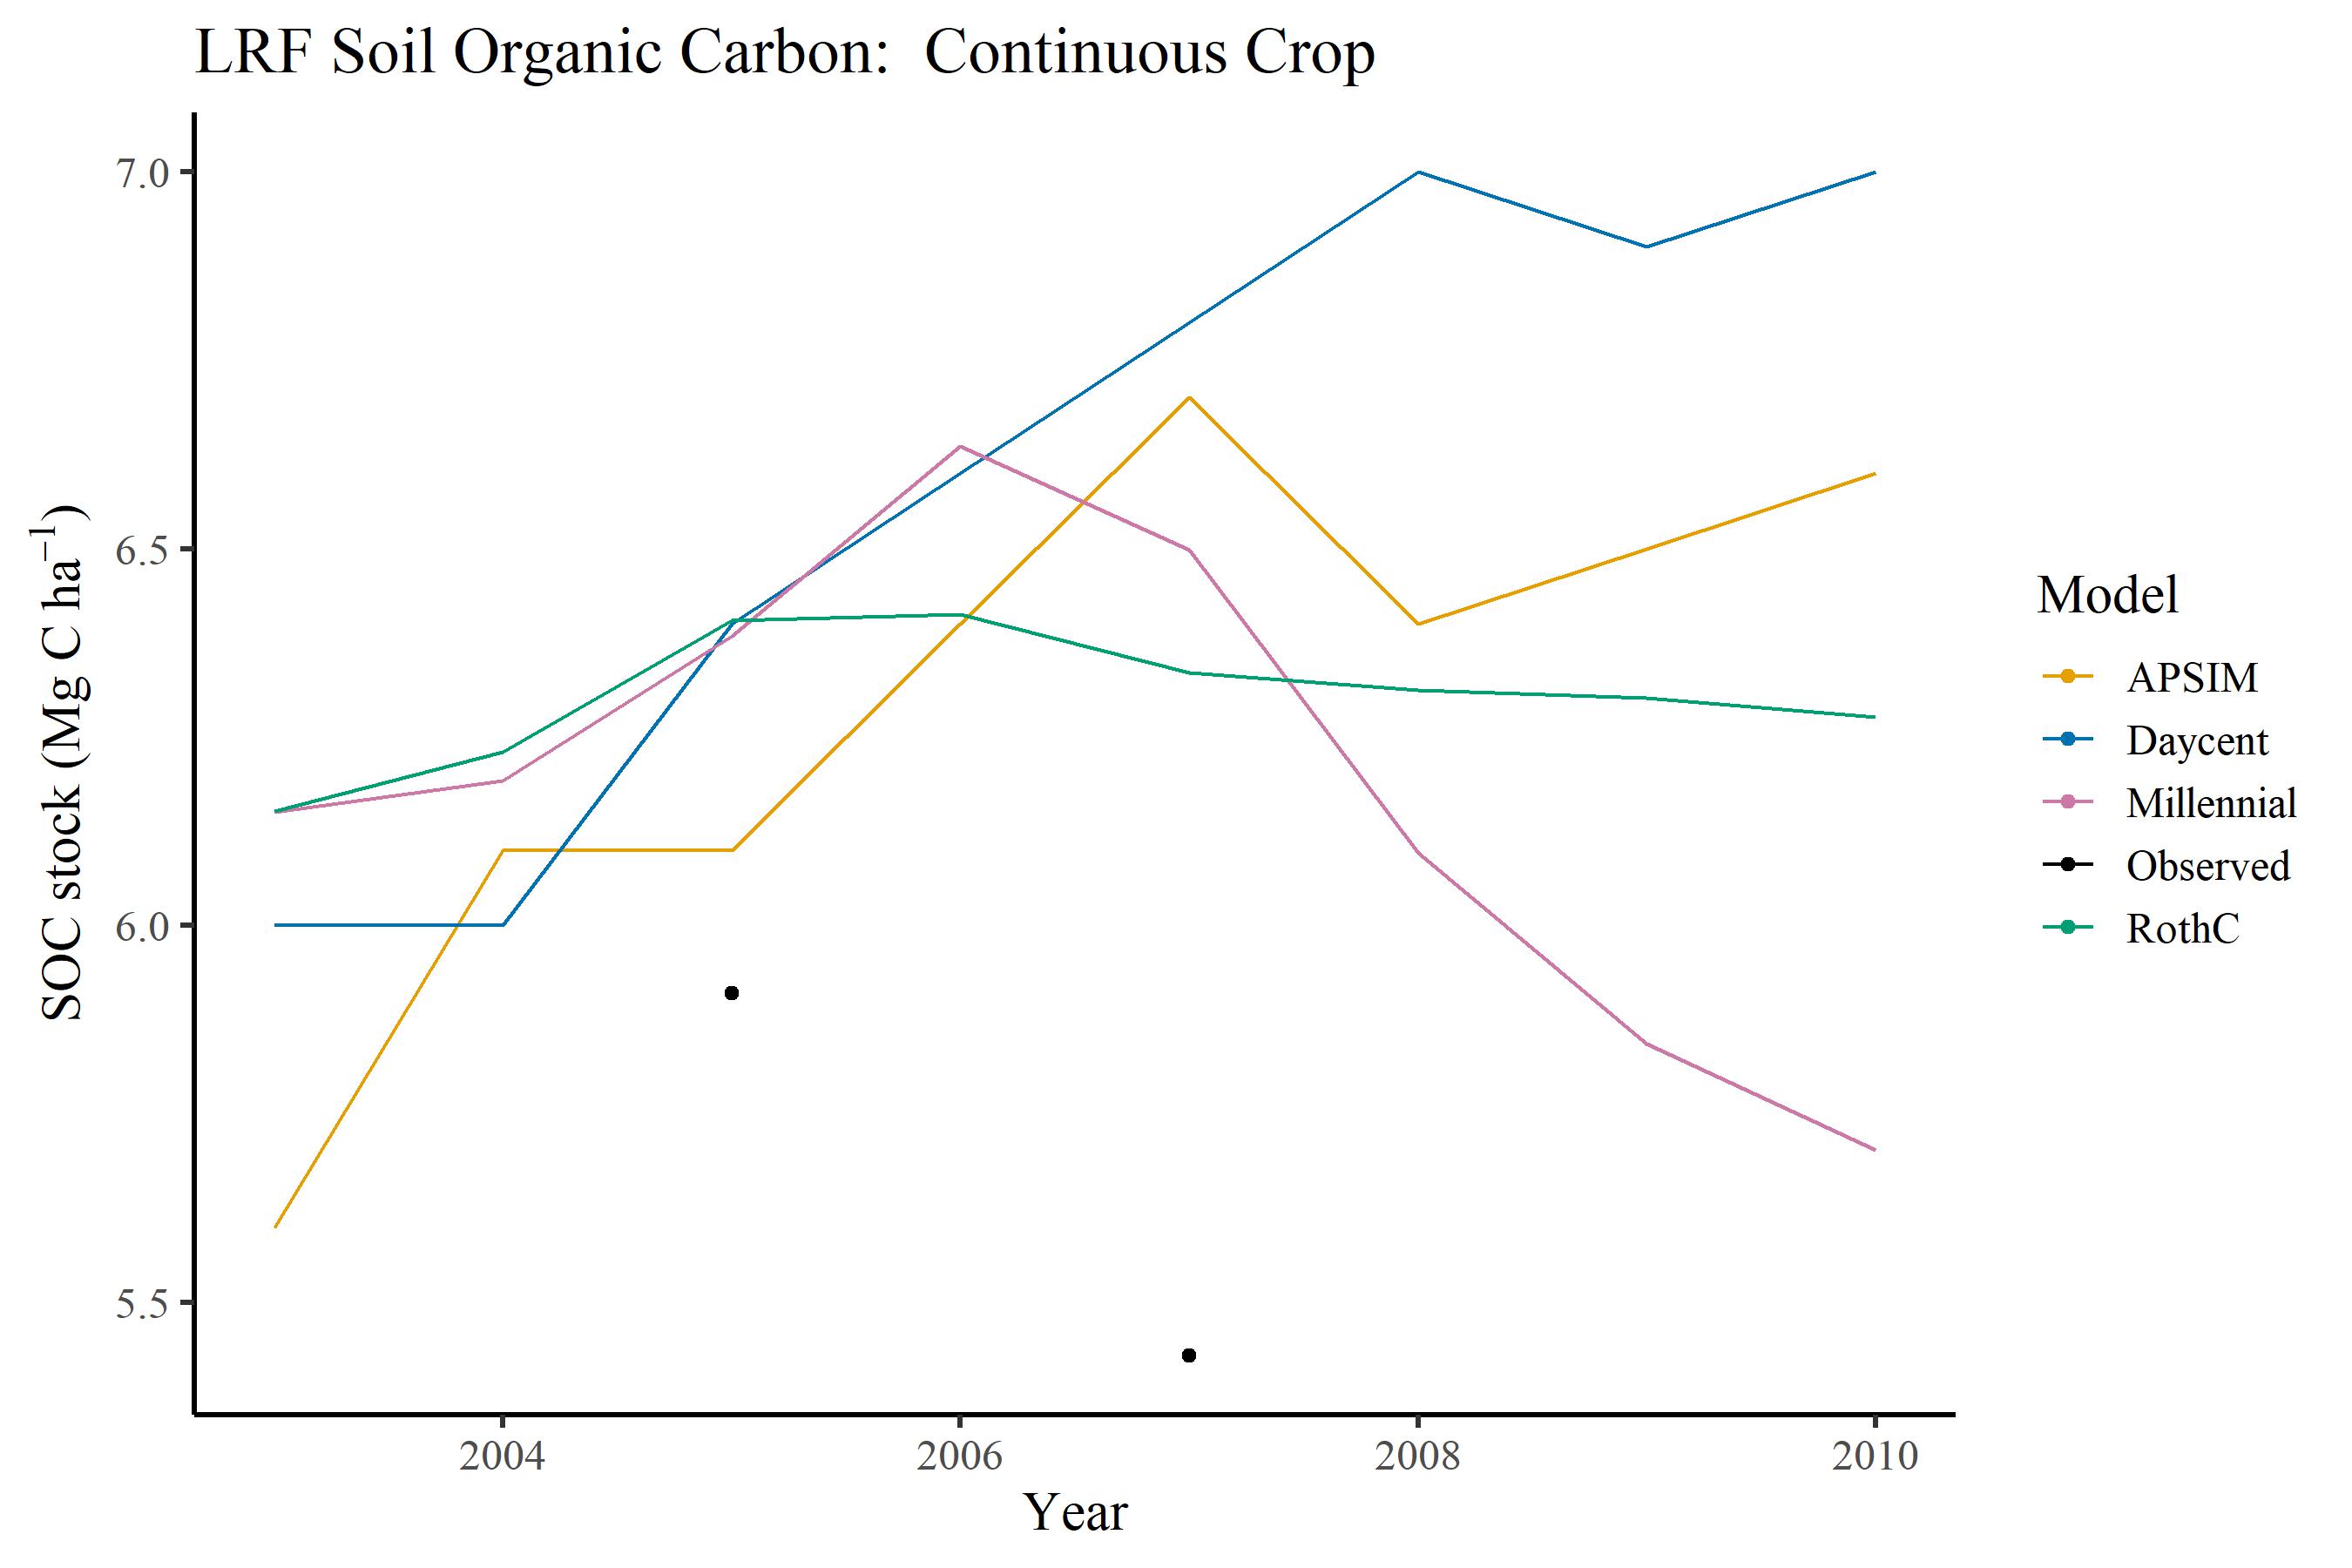 LRF Soil Organic Carbon:  Continuous Crop
SOC stock (Mg C ha⁻¹)
7.0
6.5
6.0
5.5
2004 2006 2008 2010
Year
Model
APSIM
Daycent
Millennial
Observed
RothC